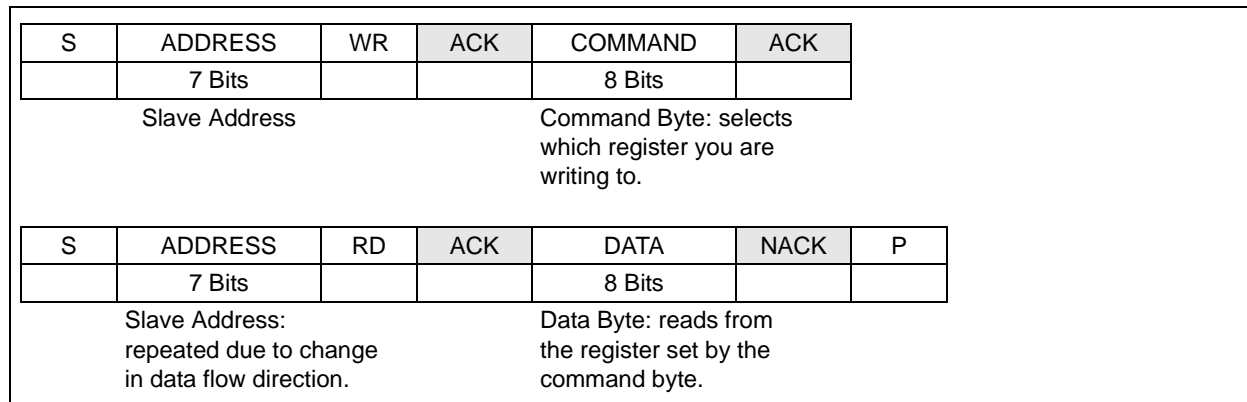 S ADDRESS WR ACK COMMAND ACK
7 Bits 8 Bits
Slave Address
Command Byte: selects
which register you are
writing to.
S ADDRESS RD ACK DATA NACK P
7 Bits 8 Bits
Slave Address:
repeated due to change
in data flow direction.
Data Byte: reads from
the register set by the
command byte.